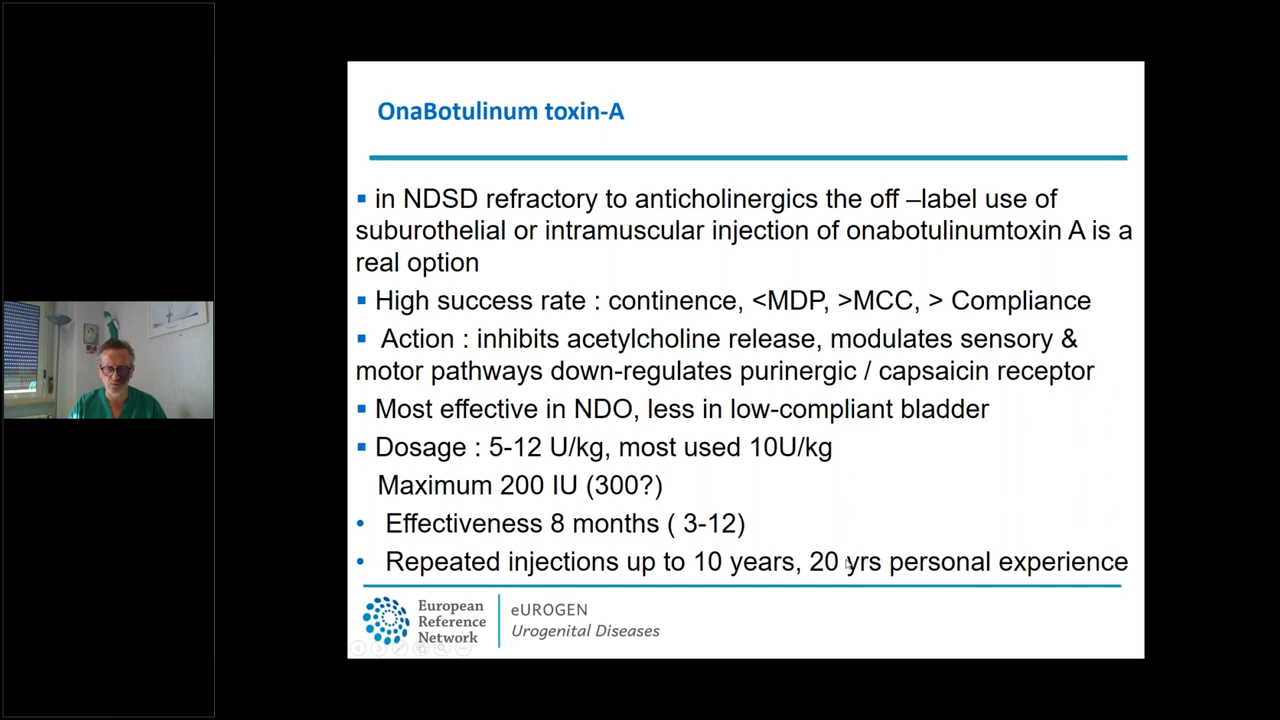 OnaBotulinum toxin-A
▪ in NDSD refractory to anticholinergics the off –label use of
suburothelial or intramuscular injection of onabotulinumtoxin A is a
real option
▪ High success rate : continence, <MDP, >MCC, > Compliance
▪ Action : inhibits acetylcholine release, modulates sensory &
motor pathways down-regulates purinergic / capsaicin receptor
▪ Most effective in NDO, less in low-compliant bladder
▪ Dosage : 5-12 U/kg, most used 10U/kg
Maximum 200 IU (300?)
• Effectiveness 8 months ( 3-12)
• Repeated injections up to 10 years, 20 yrs personal experience
European
Reference
Network
eUROGEN
Urogenital Diseases